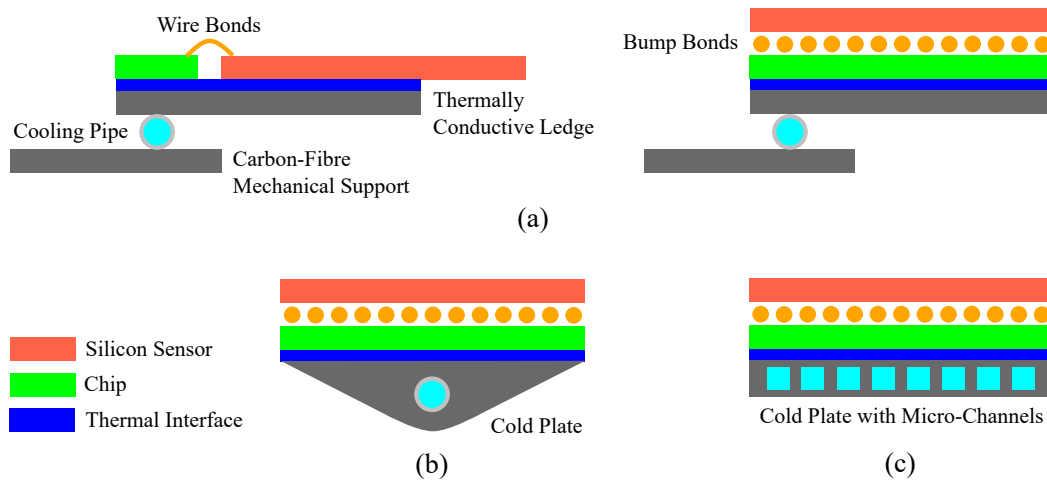 Wire Bonds
Bump Bonds
Thermally
Conductive Ledge
Cooling Pipe
Carbon-Fibre
Mechanical Support
(a)
Silicon Sensor
Chip
Thermal Interface
Cold Plate
Cold Plate with Micro-Channels
(b)
(c)